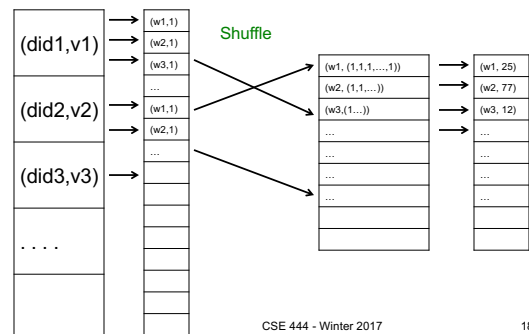 (did1,v1)
(did2,v2)
(did3,v3)
. . . .
(w1,1)
(w2,1)
(w3,1)
...
(w1,1)
(w2,1)
...
Shuffle
(w1, (1,1,1,...,1))
(w2, (1,1,...))
(w3,(1...))
...
...
...
...
(w1, 25)
(w2, 77)
(w3, 12)
...
...
...
...
CSE 444 - Winter 2017
18